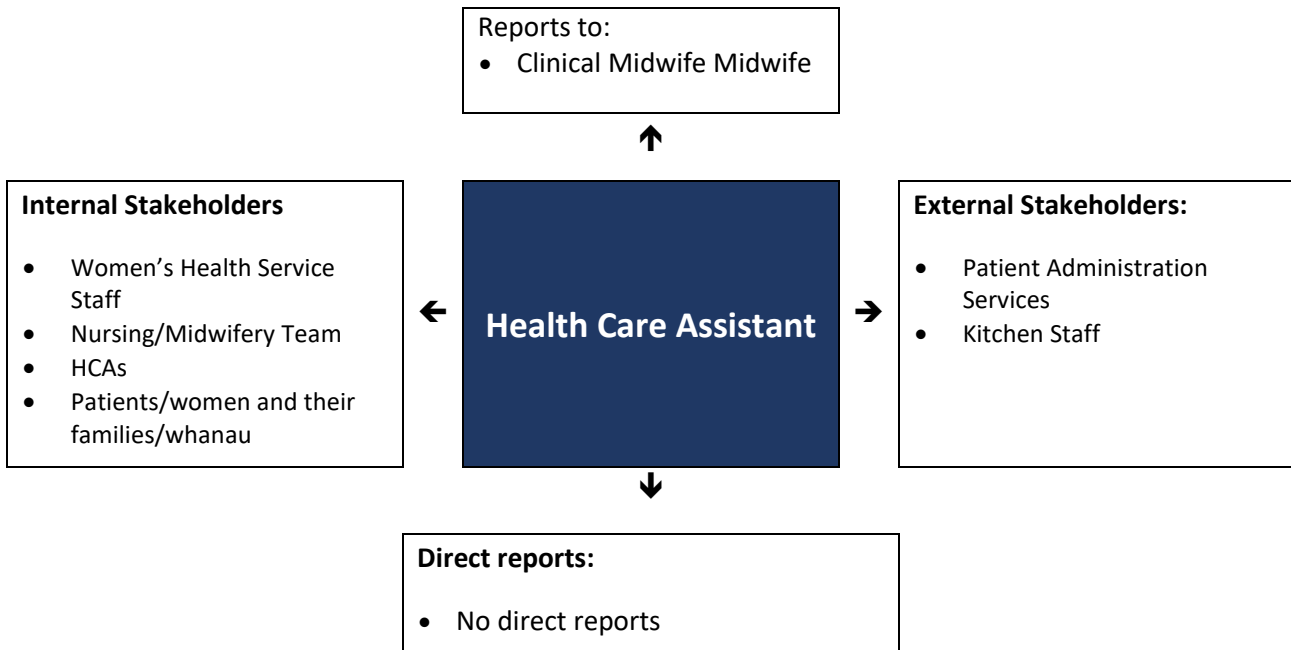 Reports to:
• Clinical Midwife Midwife
Internal Stakeholders
• Women's Health Service
Staff
• Nursing/Midwifery Team
• HCAs
• Patients/women and their
families/whanau
Health Care Assistant
External Stakeholders:
• Patient Administration
Services
• Kitchen Staff
Direct reports:
• No direct reports